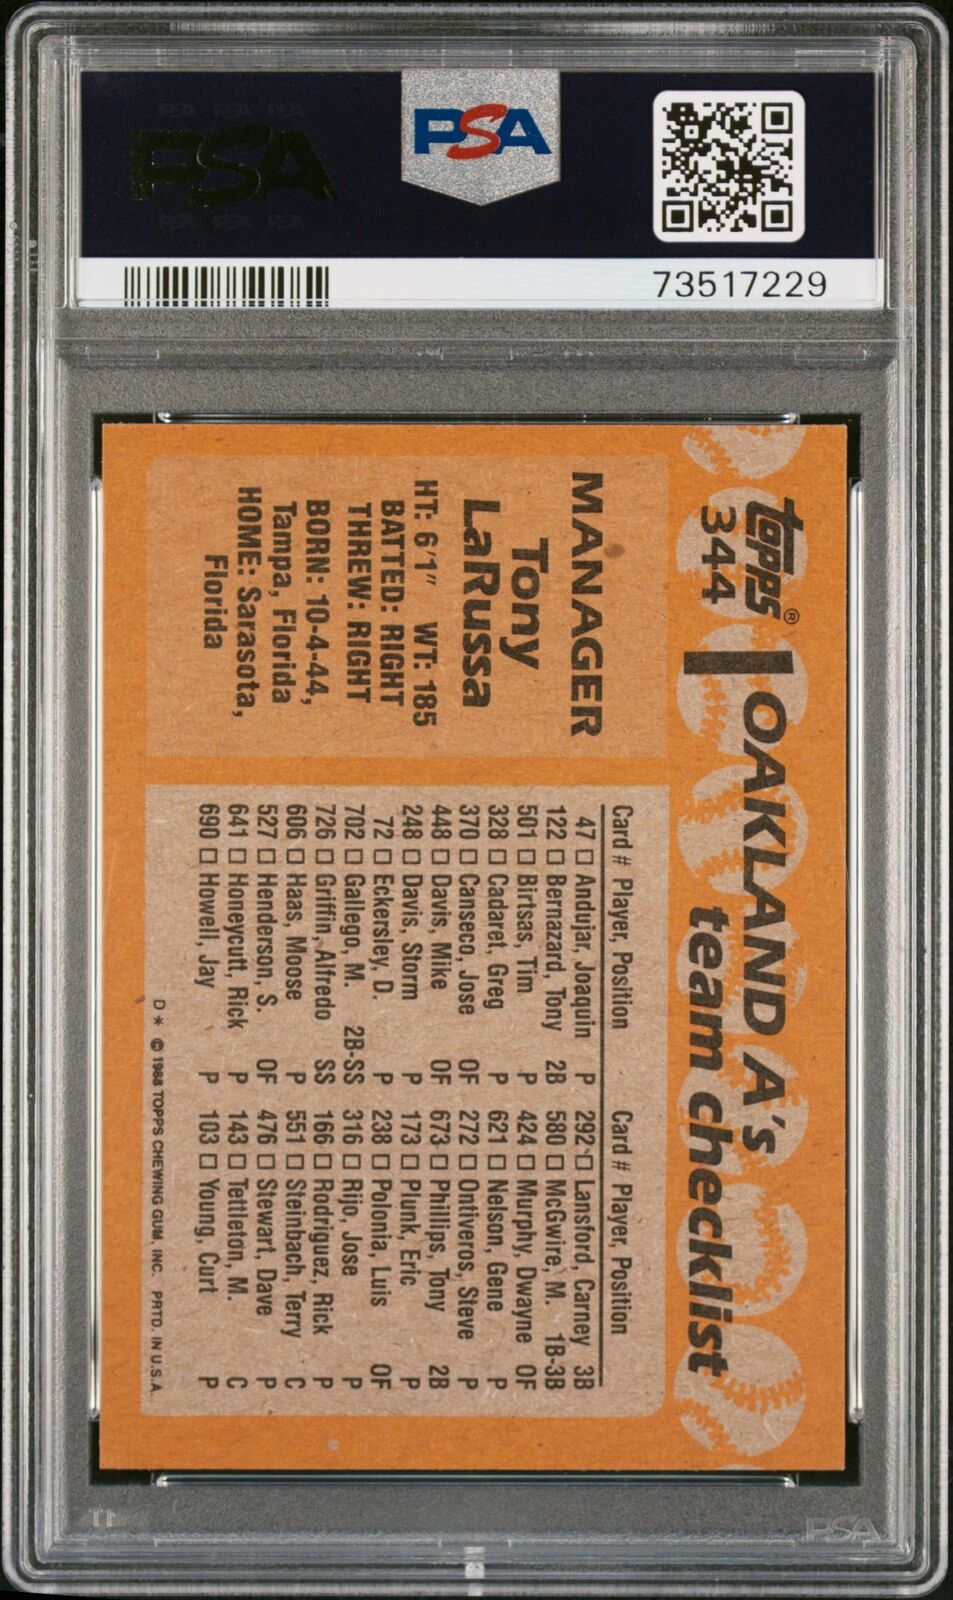 PSA PSA PSA
PSA
PSA PSA PSA
PSA
73517229
topps®
344
OAKLAND A's
team checklist
MANAGER
Tony
LaRussa
HT: 6'1" WT: 185
BATTED: RIGHT
THREW: RIGHT
BORN: 10-4-44,
Tampa, Florida
HOME: Sarasota,
Florida
Card # Player, Position
47 □ Andujar, Joaquin P
122 □ Bernazard, Tony 2B
501 □ Birtsas, Tim P
328 □ Cadaret, Greg P
370 □ Canseco, Jose OF
448 □ Davis, Mike OF
248 □ Davis, Storm P
72 □ Eckersley, D. P
702 □ Gallego, M. 2B-SS
726 □ Griffin, Alfredo SS
606 □ Haas, Moose P
527 □ Henderson, S. OF
641 □ Honeycutt, Rick P
690 □ Howell, Jay P
Card # Player, Position
292 □ Lansford, Carney 3B
580 □ McGwire, M. 1B-3B
424 □ Murphy, Dwayne OF
621 □ Nelson, Gene P
272 □ Ontiveros, Steve P
673 □ Phillips, Tony 2B
173 □ Plunk, Eric P
238 □ Polonia, Luis OF
316 □ Rijo, Jose P
166 □ Rodriguez, Rick P
551 □ Steinbach, Terry C
476 □ Stewart, Dave P
143 □ Tettleton, M. C
103 □ Young, Curt P
D * © 1988 TOPPS CHEWING GUM, INC. PRTD. IN U.S.A.
PSA